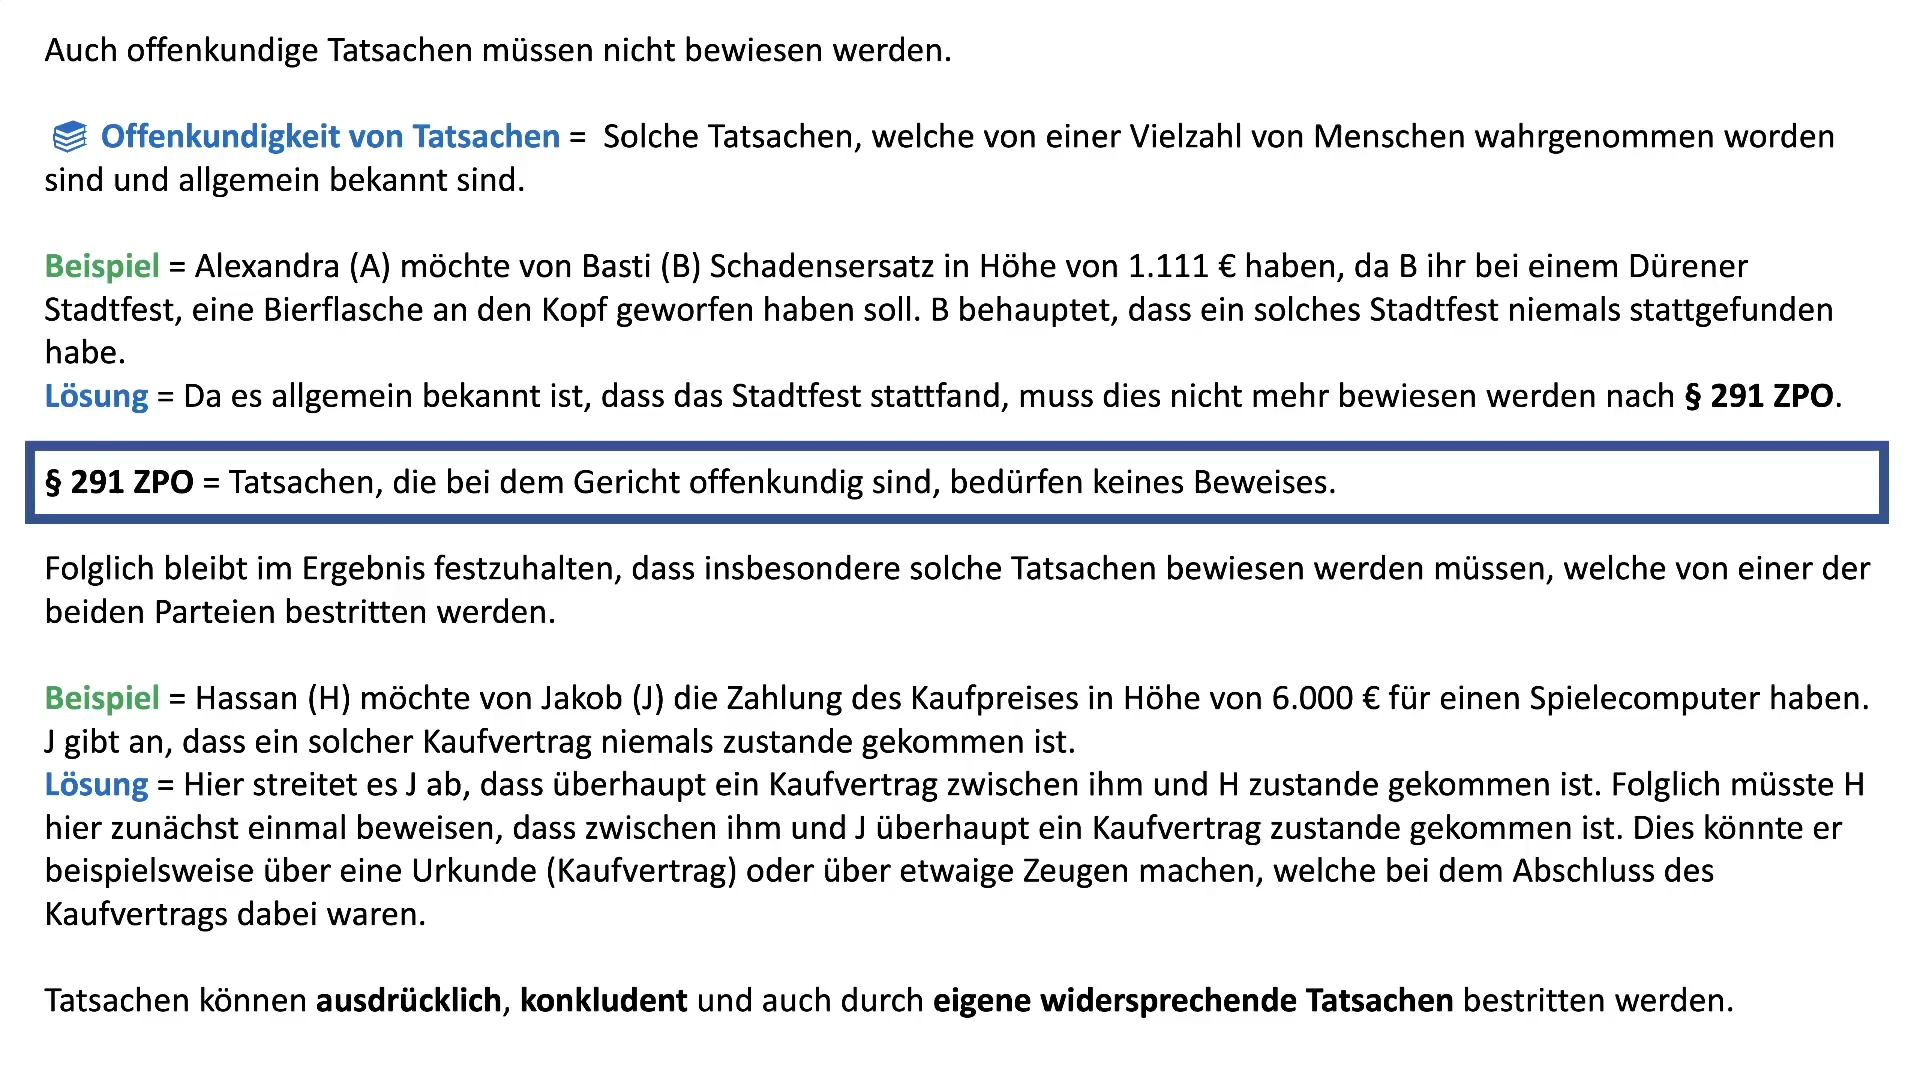 Auch offenkundige Tatsachen müssen nicht bewiesen werden.
Offenkundigkeit von Tatsachen = Solche Tatsachen, welche von einer Vielzahl von Menschen wahrgenommen worden
sind und allgemein bekannt sind.
Beispiel = Alexandra (A) möchte von Basti (B) Schadensersatz in Höhe von 1.111 € haben, da B ihr bei einem Dürener
Stadtfest, eine Bierflasche an den Kopf geworfen haben soll. B behauptet, dass ein solches Stadtfest niemals stattgefunden
habe.
Lösung = Da es allgemein bekannt ist, dass das Stadtfest stattfand, muss dies nicht mehr bewiesen werden nach § 291 ZPO.
§ 291 ZPO = Tatsachen, die bei dem Gericht offenkundig sind, bedürfen keines Beweises.
Folglich bleibt im Ergebnis festzuhalten, dass insbesondere solche Tatsachen bewiesen werden müssen, welche von einer der
beiden Parteien bestritten werden.
Beispiel = Hassan (H) möchte von Jakob (J) die Zahlung des Kaufpreises in Höhe von 6.000 € für einen Spielecomputer haben.
J gibt an, dass ein solcher Kaufvertrag niemals zustande gekommen ist.
Lösung = Hier streitet es J ab, dass überhaupt ein Kaufvertrag zwischen ihm und H zustande gekommen ist. Folglich müsste H
hier zunächst einmal beweisen, dass zwischen ihm und J überhaupt ein Kaufvertrag zustande gekommen ist. Dies könnte er
beispielsweise über eine Urkunde (Kaufvertrag) oder über etwaige Zeugen machen, welche bei dem Abschluss des
Kaufvertrags dabei waren.
Tatsachen können ausdrücklich, konkludent und auch durch eigene widersprechende Tatsachen bestritten werden.